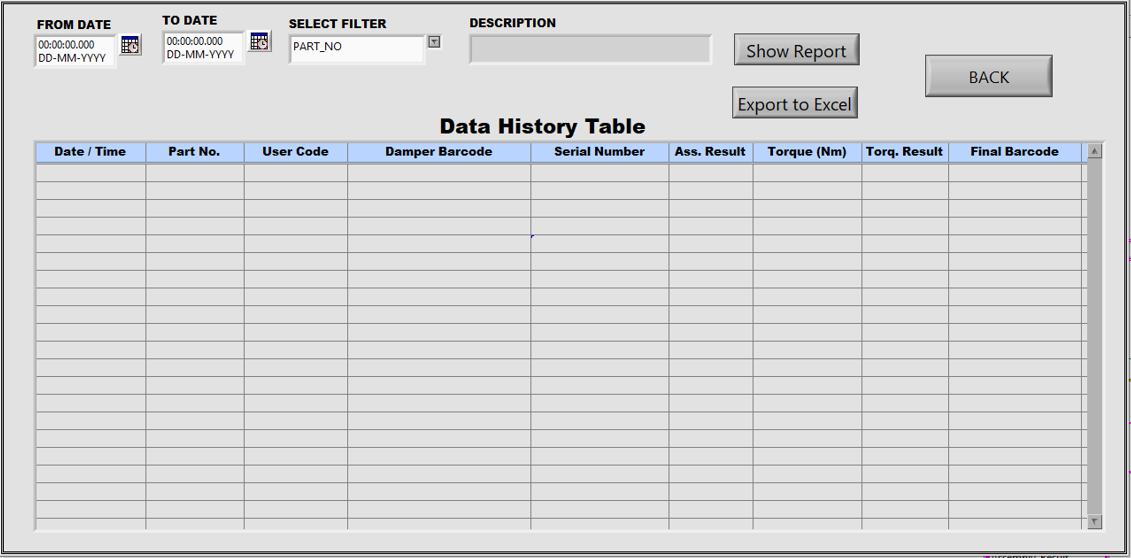 FROM DATE
TO DATE
SELECT FILTER
DESCRIPTION
00:00:00.000
DD-MM-YYYY
00:00:00.000
DD-MM-YYYY
PART_NO
Show Report
BACK
Export to Excel
Data History Table
Date / Time Part No. User Code Damper Barcode Serial Number Ass. Result Torque (Nm) Torq. Result Final Barcode